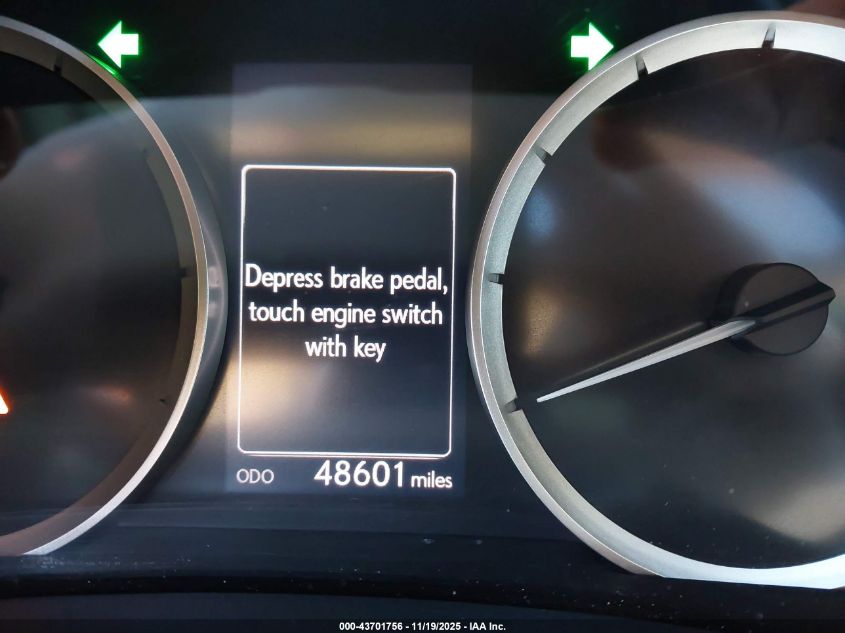 Depress brake pedal,
touch engine switch
with key
ODO 48601 miles
000-43701756 - 11/19/2025 - IAA Inc.